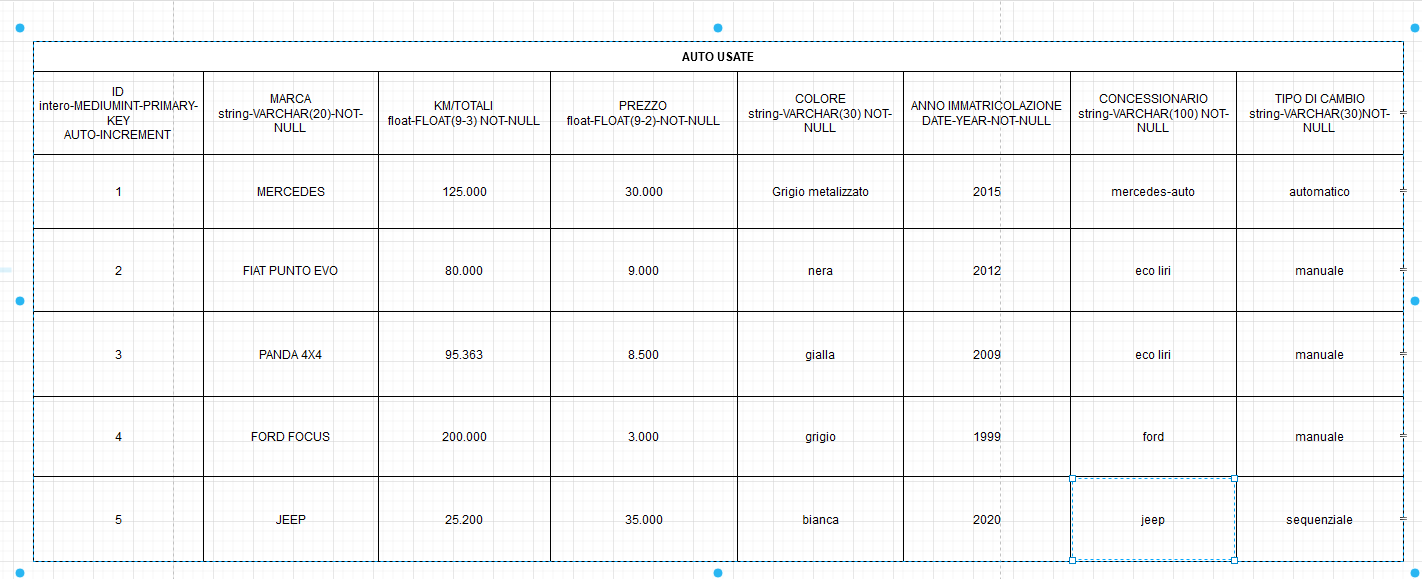 AUTO USATE
ID
intero-MEDIUMINT-PRIMARY-
KEY
AUTO-INCREMENT
MARCA
string-VARCHAR(20)-NOT-
NULL
KM/TOTALI
float-FLOAT(9-3) NOT-NULL
PREZZO
float-FLOAT(9-2)-NOT-NULL
COLORE
string-VARCHAR(30) NOT-
NULL
ANNO IMMATRICOLAZIONE
DATE-YEAR-NOT-NULL
CONCESSIONARIO
string-VARCHAR(100) NOT-
NULL
TIPO DI CAMBIO
string-VARCHAR(30)NOT-
NULL
1 MERCEDES 125.000 30.000 Grigio metalizzato 2015 mercedes-auto automatico
2 FIAT PUNTO EVO 80.000 9.000 nera 2012 eco liri manuale
3 PANDA 4X4 95.363 8.500 gialla 2009 eco liri manuale
4 FORD FOCUS 200.000 3.000 grigio 1999 ford manuale
5 JEEP 25.200 35.000 bianca 2020 jeep sequenziale